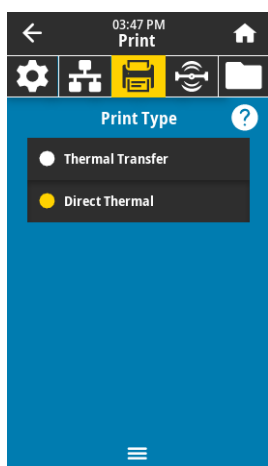 03:47 PM
Print
Print Type
?
Thermal Transfer
Direct Thermal